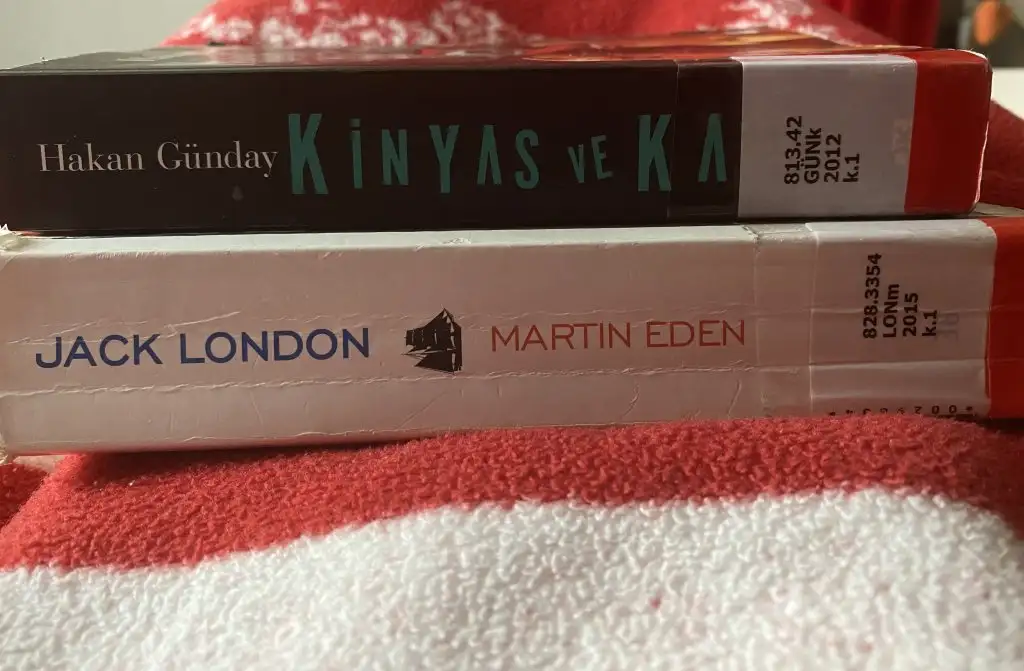 Hakan Günday KİNYAS VE KA
813.42
GÜNk
2012
k.1
JACK LONDON MARTIN EDEN
828.3354
LONm
2015
k.1